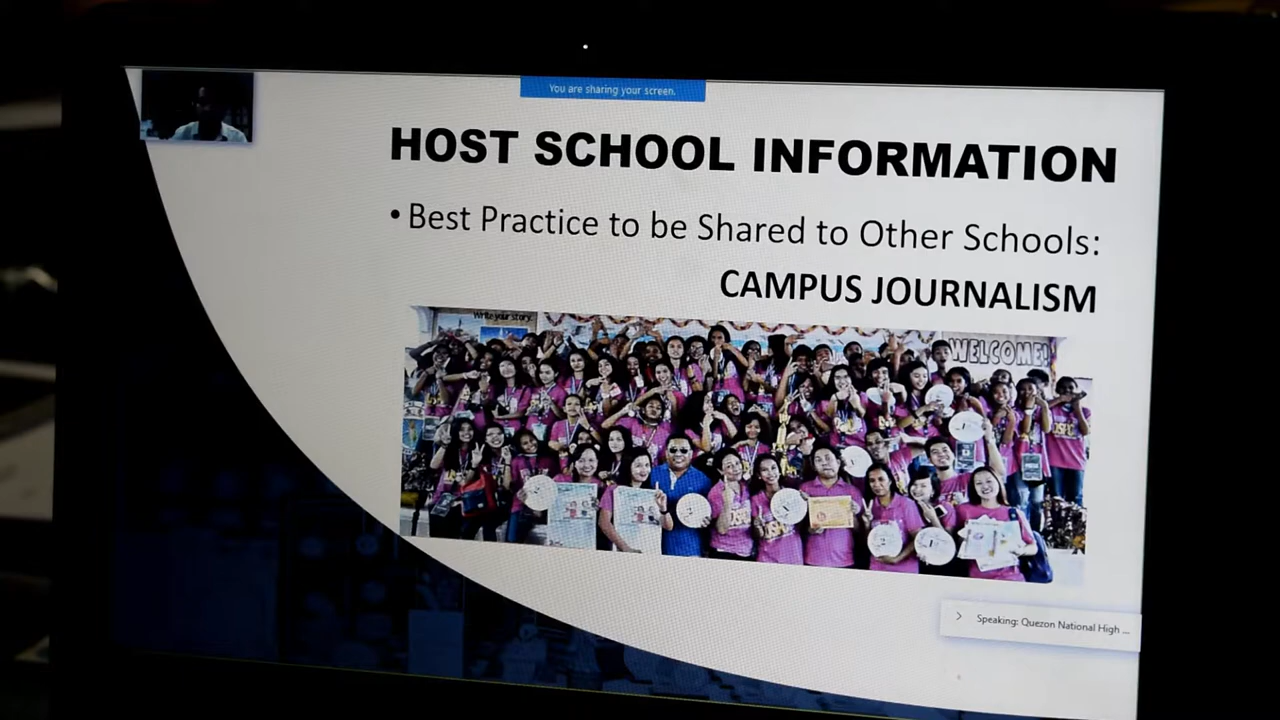 You are sharing your screen.
HOST SCHOOL INFORMATION
• Best Practice to be Shared to Other Schools:
CAMPUS JOURNALISM
Write your story.
WELCOME!
Speaking: Quezon National High ...